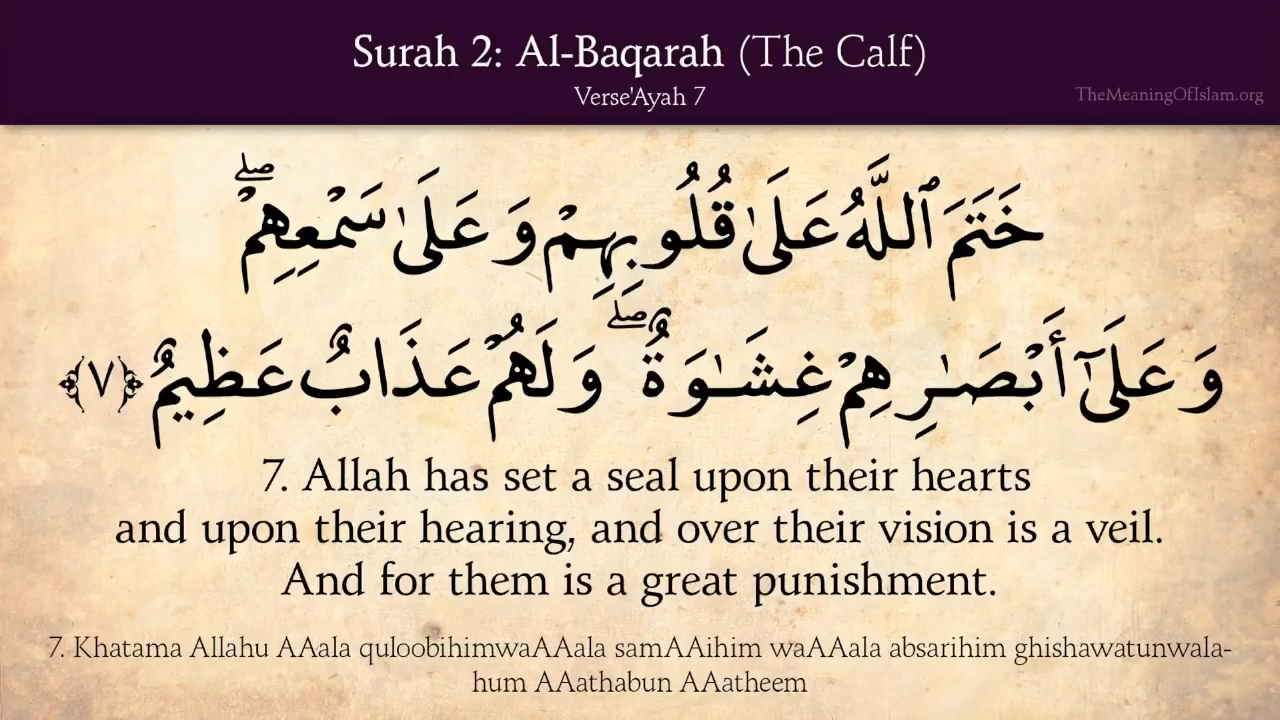 Surah 2: Al-Baqarah (The Calf)
Verse'Ayah 7
TheMeaningOfIslam.org
خَتَمَ ٱللَّهُ عَلَىٰ قُلُوبِهِمْ وَعَلَىٰ سَمْعِهِمْ ۖ
وَعَلَىٰٓ أَبْصَـٰرِهِمْ غِشَـٰوَةٌ ۖ وَلَهُمْ عَذَابٌ عَظِيمٌ ﴿٧﴾
7. Allah has set a seal upon their hearts
and upon their hearing, and over their vision is a veil.
And for them is a great punishment.
7. Khatama Allahu AAala quloobihimwaAAala samAAihim waAAala absarihim ghishawatunwala-
hum AAathabun AAatheem